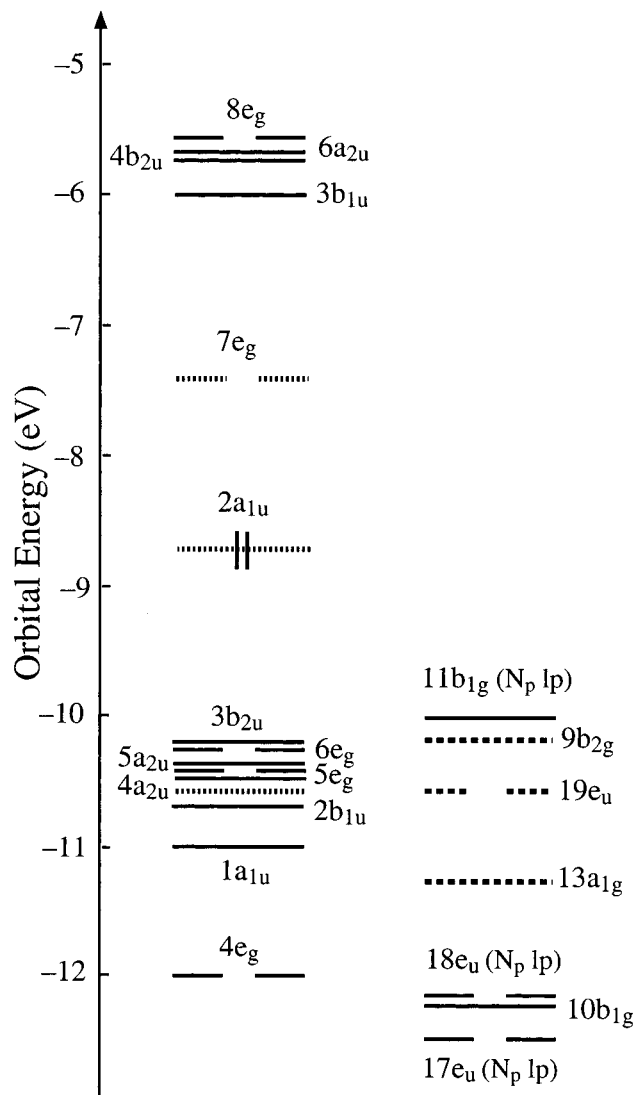 Orbital Energy (eV)
−5
−6
−7
−8
−9
−10
−11
−12
8eg
4b2u
6a2u
3b1u
7eg
2a1u
3b2u
5a2u
6eg
4a2u
5eg
2b1u
1a1u
4eg
11b1g (Np lp)
9b2g
19eu
13a1g
18eu (Np lp)
10b1g
17eu (Np lp)